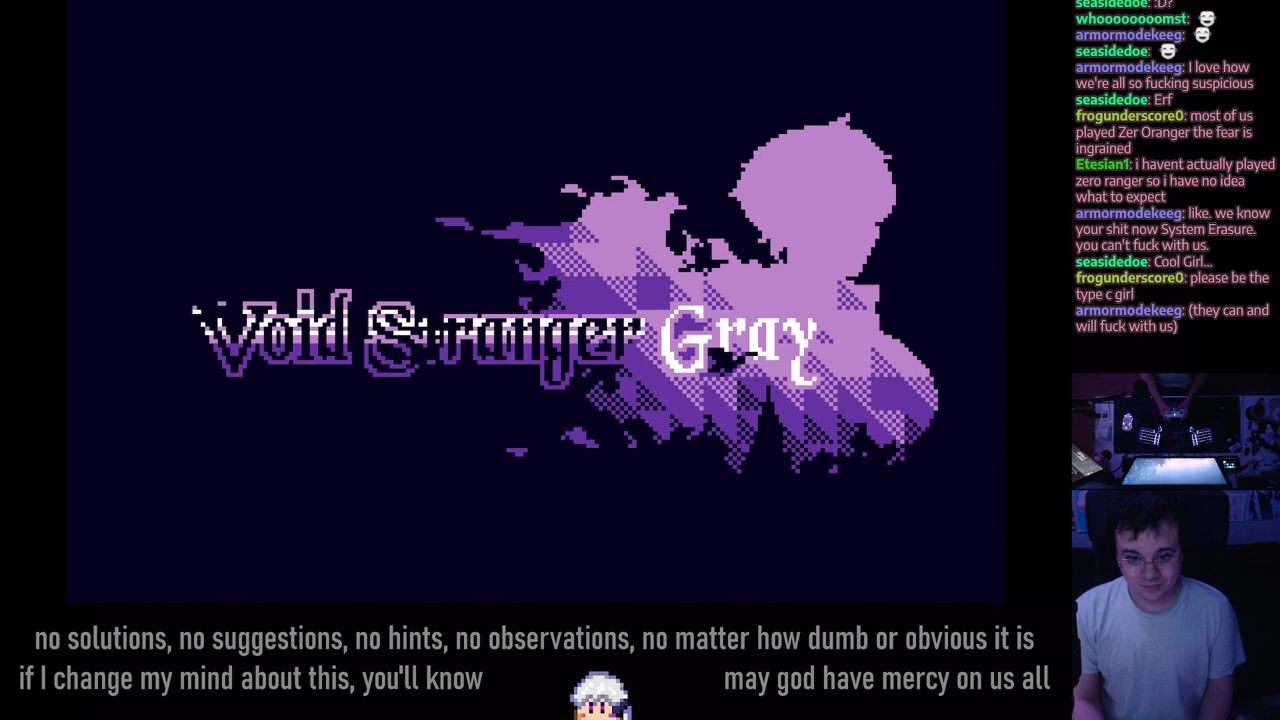 seasidedoe: :D?
whoooooooomst:
armormodekeeg:
seasidedoe:
armormodekeeg: I love how
we're all so fucking suspicious
seasidedoe: Erf
frogunderscore0: most of us
played Zer Oranger the fear is
ingrained
Etesian1: i havent actually played
zero ranger so i have no idea
what to expect
armormodekeeg: like. we know
your shit now System Erasure.
you can't fuck with us.
seasidedoe: Cool Girl...
frogunderscore0: please be the
type c girl
armormodekeeg: (they can and
will fuck with us)
Void Stranger Gray
no solutions, no suggestions, no hints, no observations, no matter how dumb or obvious it is
if I change my mind about this, you'll know
may god have mercy on us all